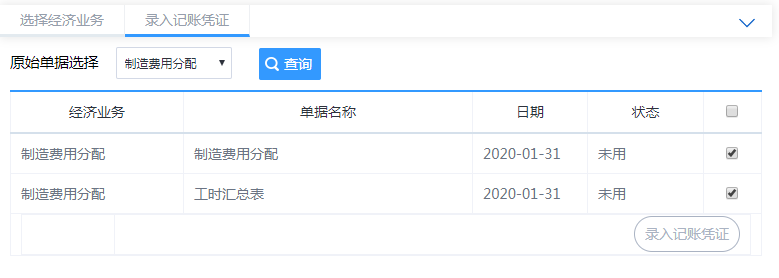 选择经济业务 录入记账凭证
原始单据选择 制造费用分配 查询
经济业务 单据名称 日期 状态
制造费用分配 制造费用分配 2020-01-31 未用
制造费用分配 工时汇总表 2020-01-31 未用
录入记账凭证